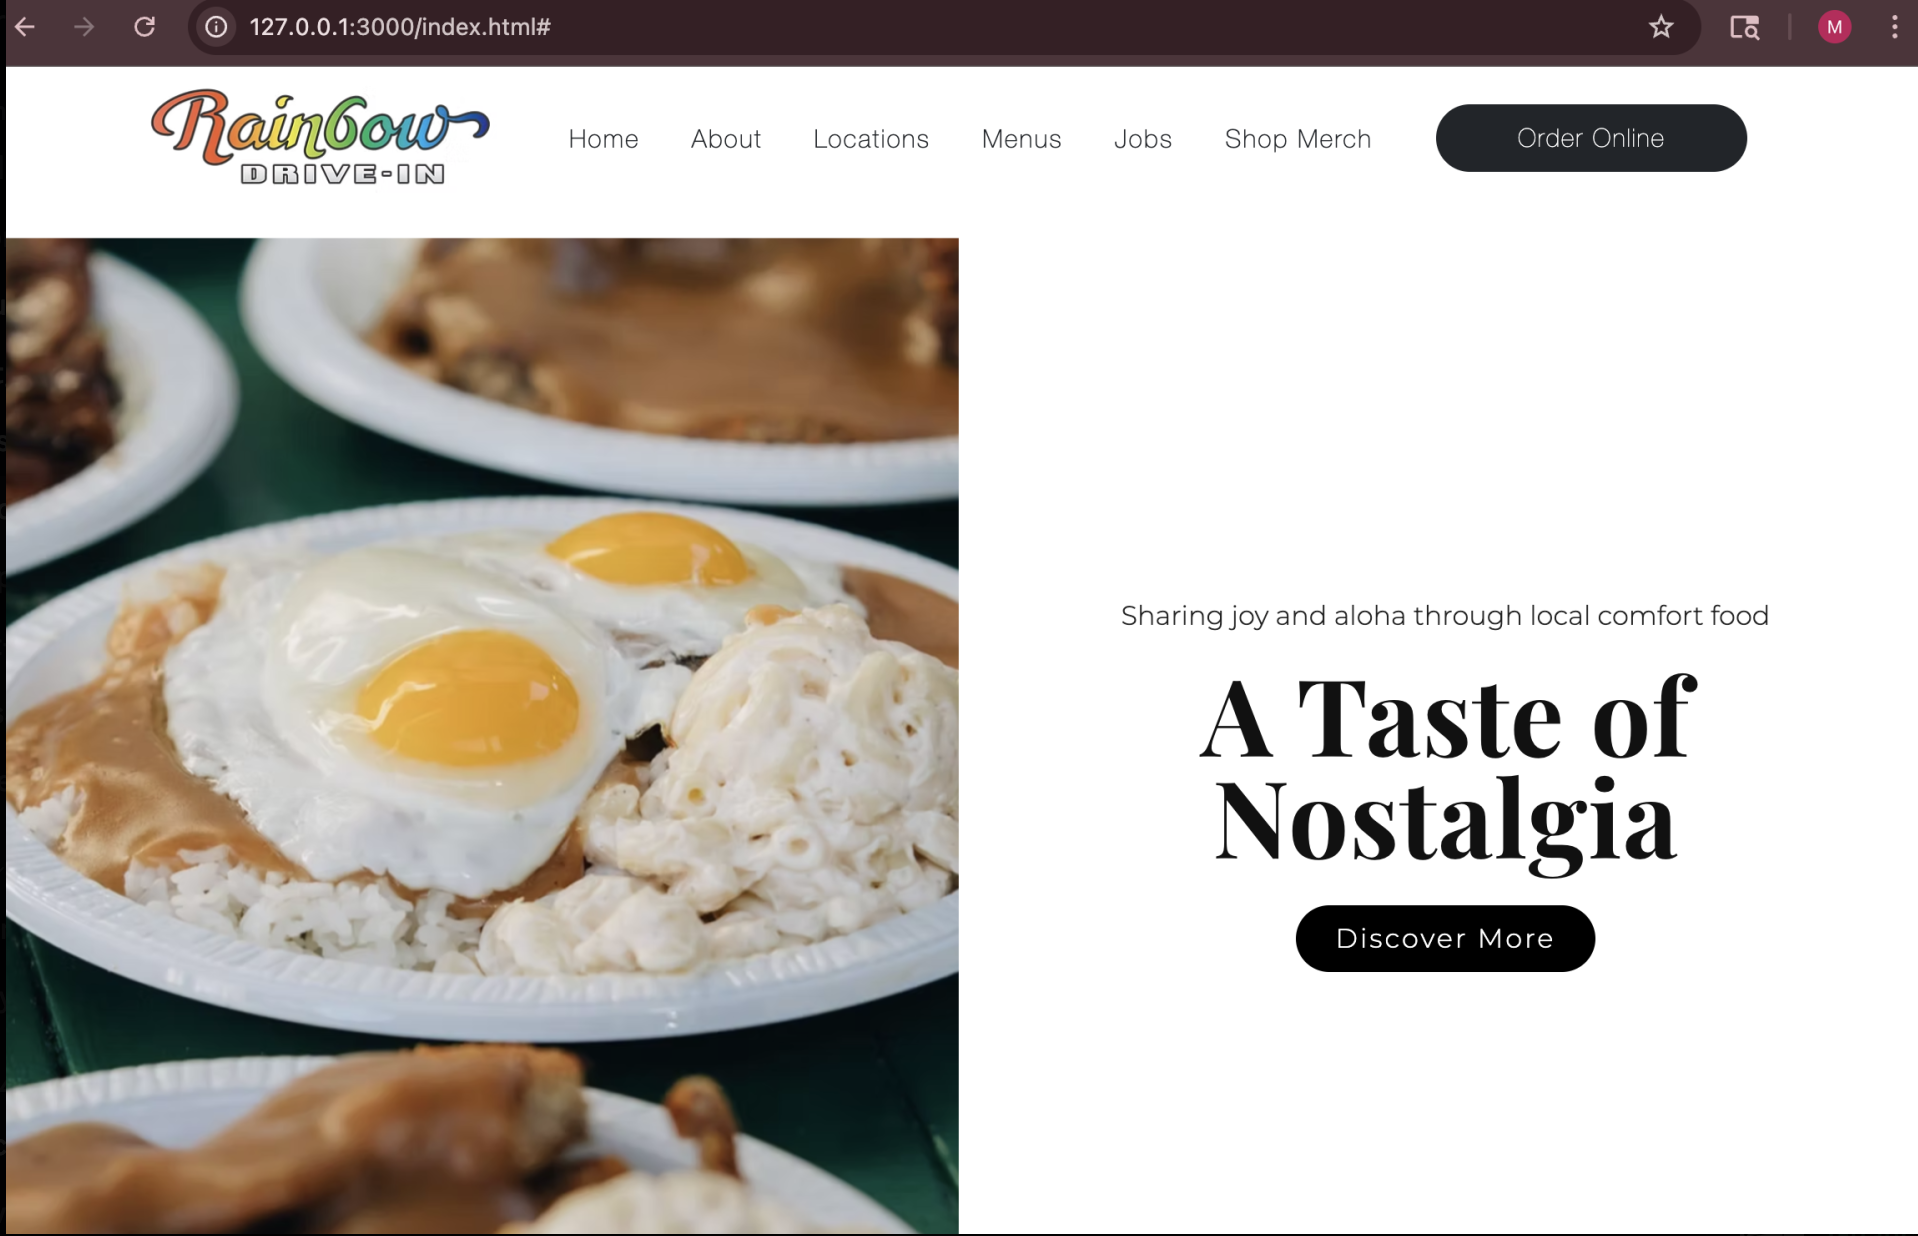 127.0.0.1:3000/index.html#
M
Rainbow
DRIVE-IN
Home About Locations Menus Jobs Shop Merch Order Online
Sharing joy and aloha through local comfort food
A Taste of
Nostalgia
Discover More